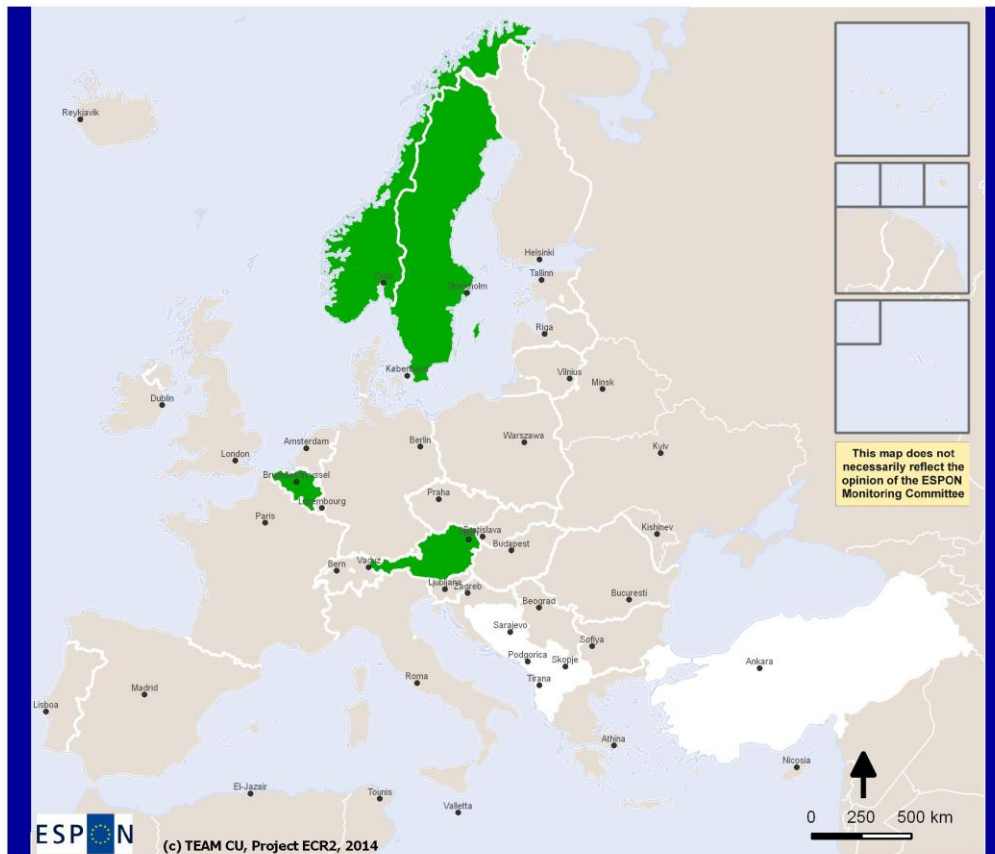 Reykjavik
Oslo
Stockholm
Helsinki
Tallinn
Riga
København
Vilnius
Minsk
Dublin
London
Amsterdam
Berlin
Warszawa
Kyiv
This map does not
necessarily reflect the
opinion of the ESPON
Monitoring Committee
Luxembourg
Praha
Paris
Bratislava
Budapest
Kishinev
Bern
Vaduz
Ljubljana
Zagreb
Beograd
Bucuresti
Sarajevo
Sofiya
Podgorica
Skopje
Tirana
Ankara
Roma
Madrid
Lisboa
Athina
Nicosia
El-Jazair
Tounis
Valletta
0 250 500 km
ESPON
(c) TEAM CU, Project ECR2, 2014